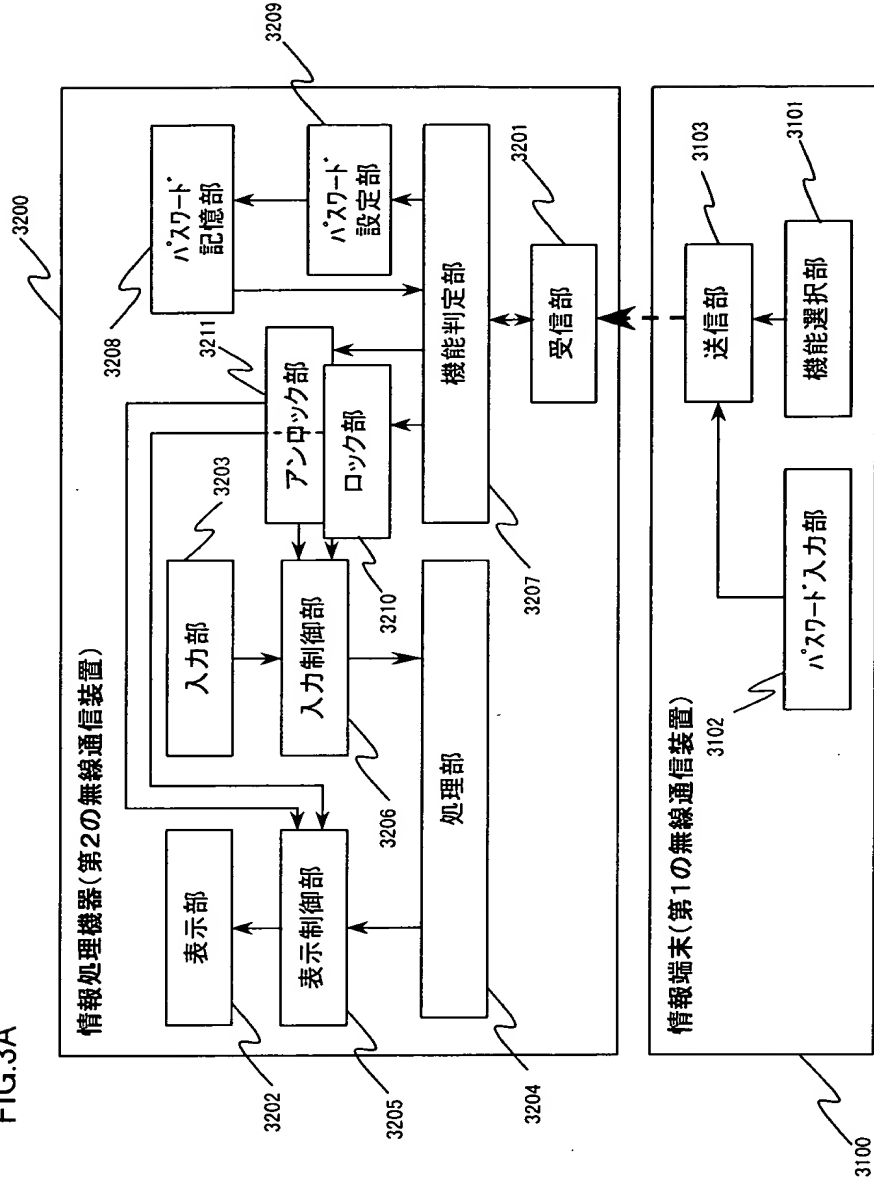 FIG.3A
3200
情報処理機器(第2の無線通信装置)
表示部
3202
表示制御部
3205
入力部
3203
入力制御部
3206
処理部
3204
アンロック部
3211
ロック部
3210
パスワード
記憶部
3208
パスワード
設定部
3209
機能判定部
3207
受信部
3201
情報端末(第1の無線通信装置)
3100
パスワード入力部
3102
送信部
3103
機能選択部
3101